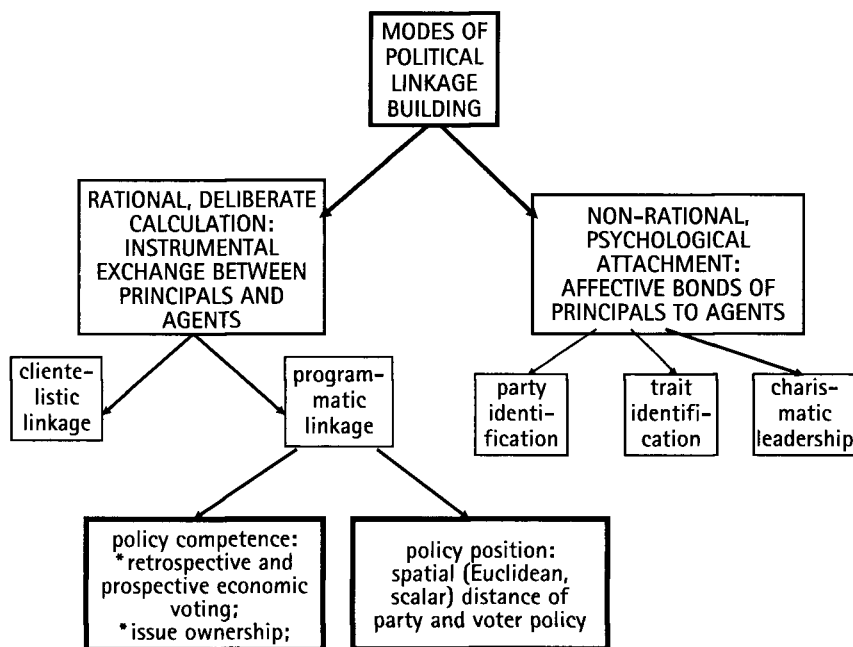 MODES OF
POLITICAL
LINKAGE
BUILDING
RATIONAL, DELIBERATE
CALCULATION:
INSTRUMENTAL
EXCHANGE BETWEEN
PRINCIPALS AND
AGENTS
NON-RATIONAL,
PSYCHOLOGICAL
ATTACHMENT:
AFFECTIVE BONDS OF
PRINCIPALS TO AGENTS
cliente-
listic
linkage
program-
matic
linkage
party
identi-
fication
trait
identifi-
cation
charis-
matic
leadership
policy competence:
*retrospective and
prospective economic
voting;
*issue ownership;
policy position:
spatial (Euclidean,
scalar) distance of
party and voter policy